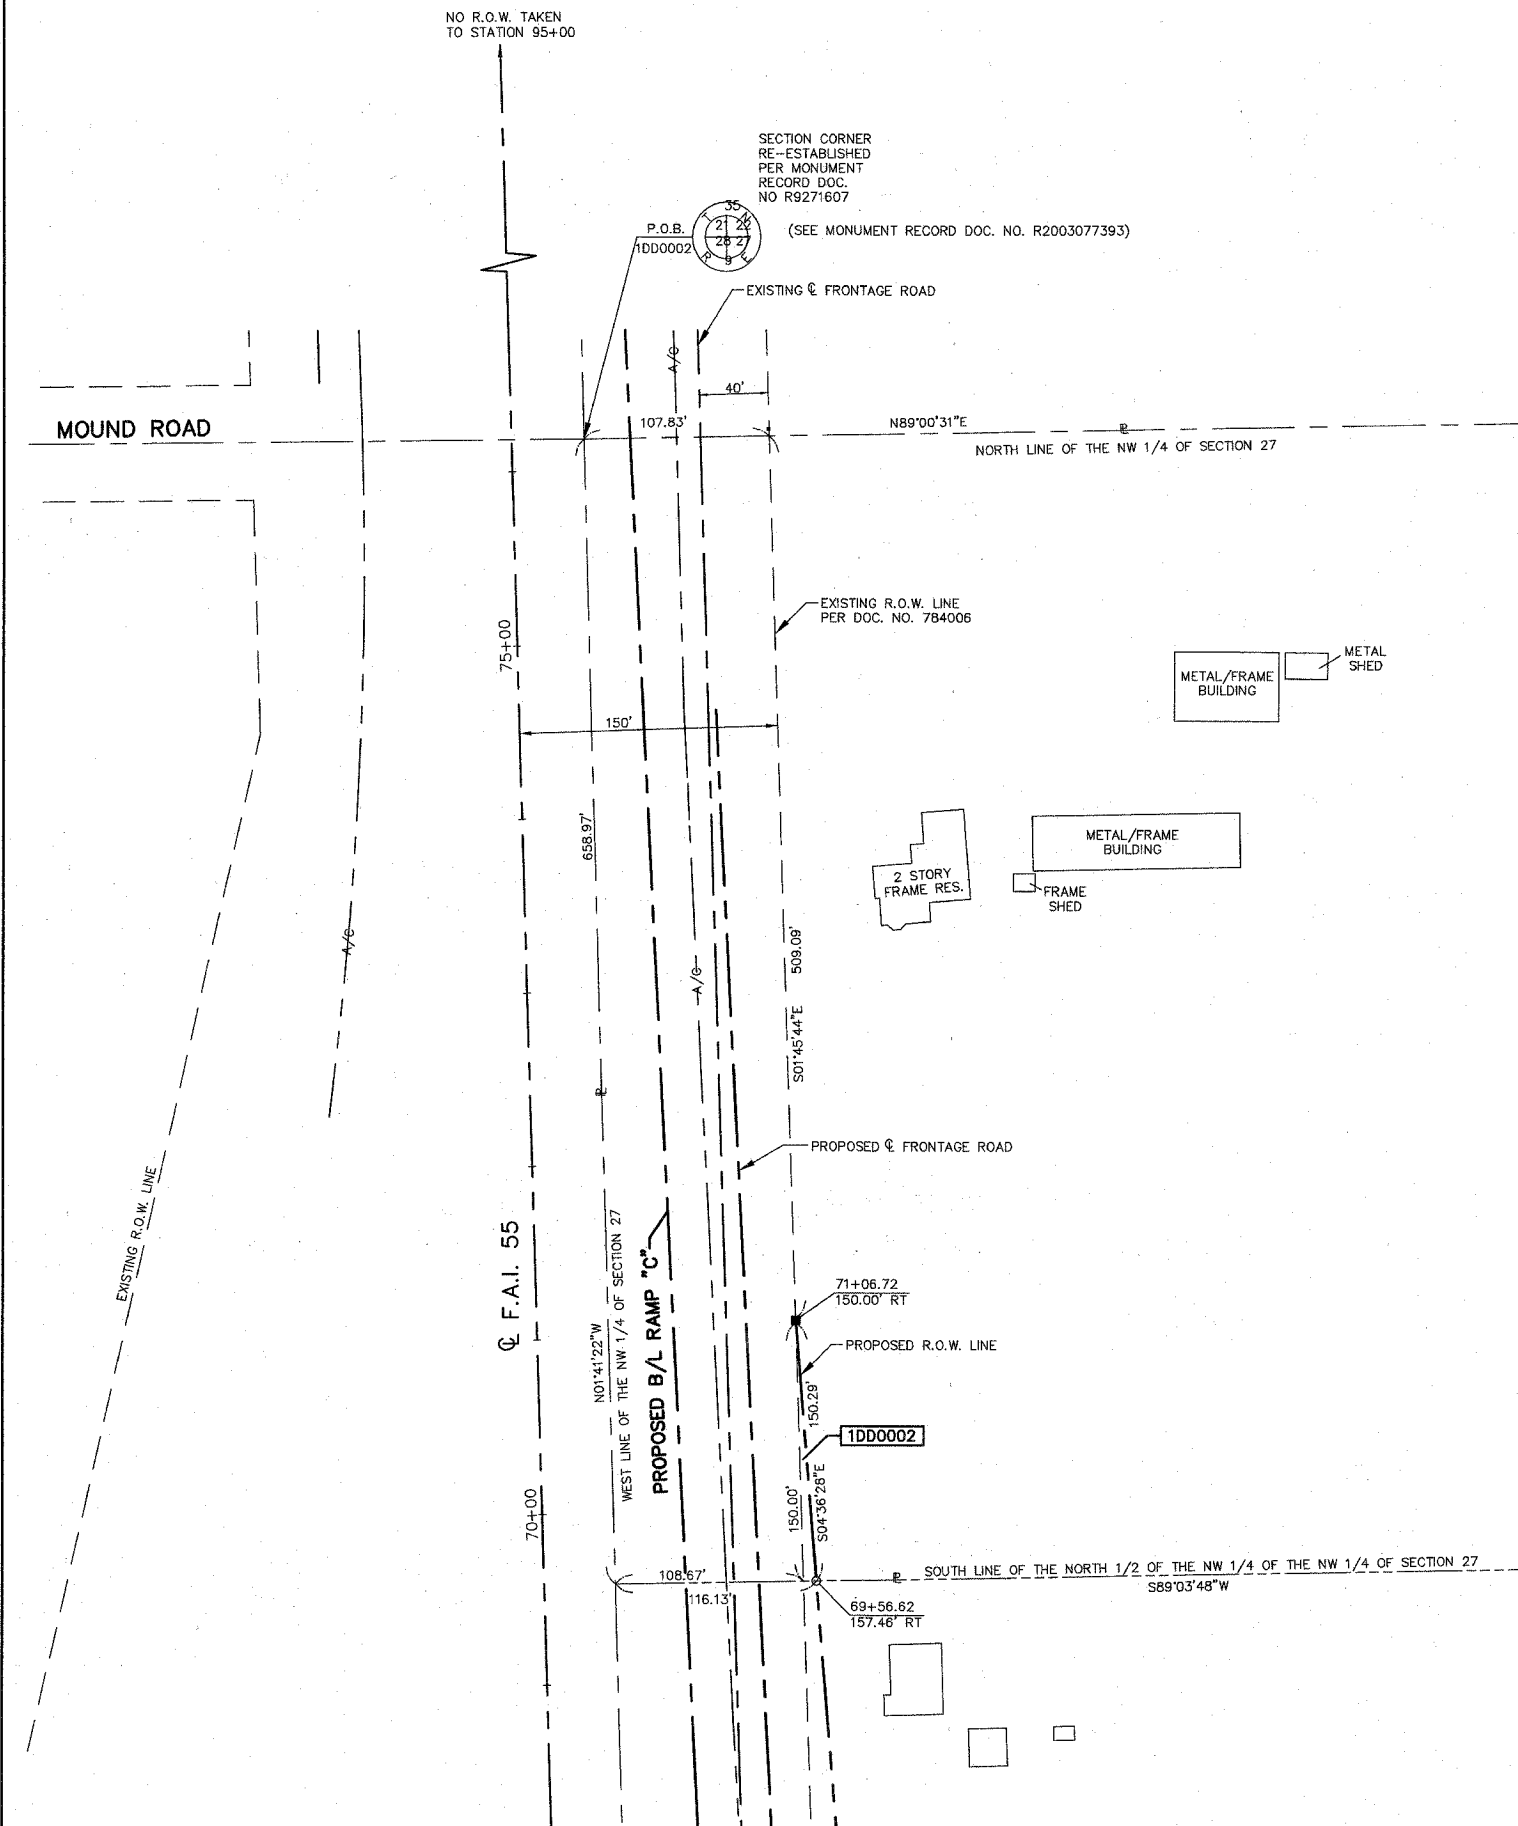 NO R.O.W. TAKEN
TO STATION 95+00
SECTION CORNER
RE-ESTABLISHED
PER MONUMENT
RECORD DOC.
NO R9271607
35
T N
21 22
28 27
R E
9
P.O.B.
1DD0002
(SEE MONUMENT RECORD DOC. NO. R2003077393)
EXISTING ℄ FRONTAGE ROAD
A/C
40'
107.83'
MOUND ROAD
N89°00'31"E
℄
NORTH LINE OF THE NW 1/4 OF SECTION 27
EXISTING R.O.W. LINE
PER DOC. NO. 784006
75+00
150'
METAL/FRAME
BUILDING
METAL
SHED
658.97'
METAL/FRAME
BUILDING
2 STORY
FRAME RES.
FRAME
SHED
A/C
A/C
509.09'
S01°45'44"E
PROPOSED ℄ FRONTAGE ROAD
EXISTING R.O.W. LINE
℄ F.A.I. 55
N01°41'22"W
WEST LINE OF THE NW 1/4 OF SECTION 27
PROPOSED B/L RAMP "C"
71+06.72
150.00' RT
PROPOSED R.O.W. LINE
150.29'
1DD0002
150.00'
S04°36'28"E
70+00
108.67'
116.13'
SOUTH LINE OF THE NORTH 1/2 OF THE NW 1/4 OF THE NW 1/4 OF SECTION 27
S89°03'48"W
69+56.62
157.46' RT